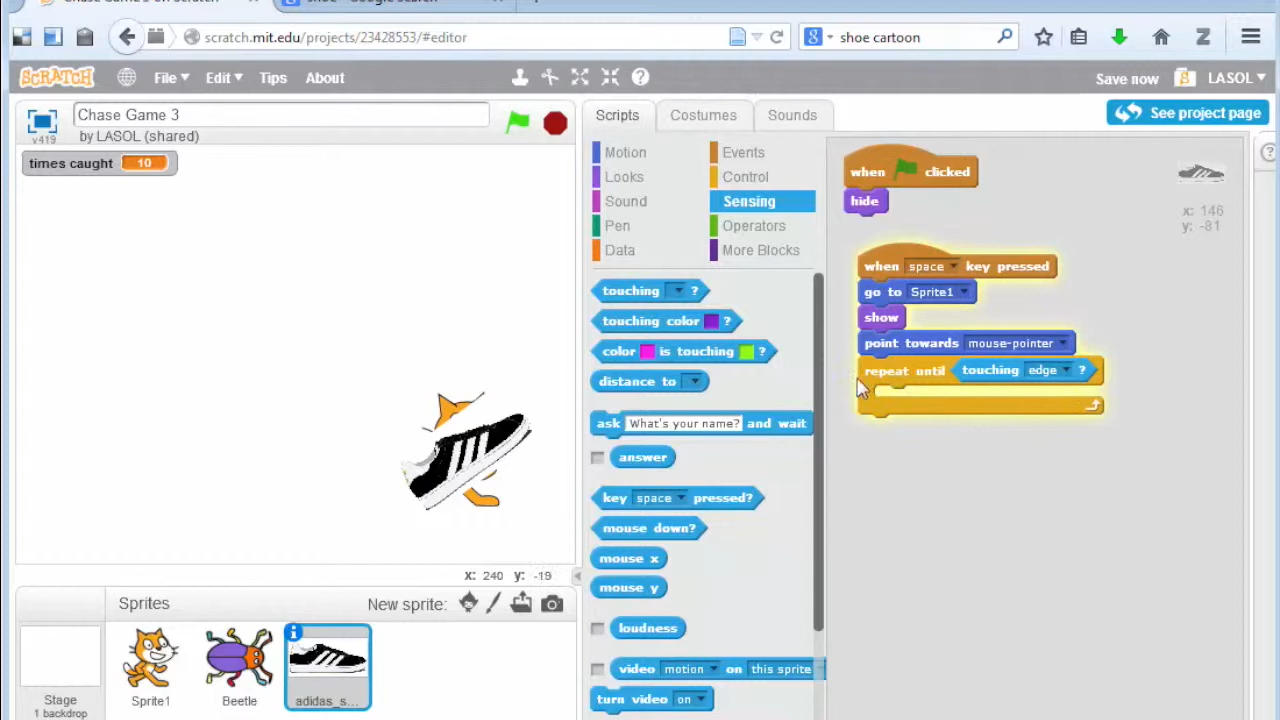 scratch.mit.edu/projects/23428553/#editor
shoe cartoon
SCRATCH
File
Edit
Tips
About
Save now
LASOL
Chase Game 3
by LASOL (shared)
v419
times caught 10
Scripts
Costumes
Sounds
See project page
Motion
Events
Looks
Control
Sound
Sensing
Pen
Operators
Data
More Blocks
touching ?
touching color ?
color is touching ?
distance to
ask What's your name? and wait
answer
key space pressed?
mouse down?
mouse x
mouse y
loudness
video motion on this sprite
turn video on
when clicked
hide
x: 146
y: -81
when space key pressed
go to Sprite1
show
point towards mouse-pointer
repeat until touching edge ?
x: 240 y: -19
Sprites
New sprite:
Sprite1
Beetle
adidas_s...
Stage
1 backdrop